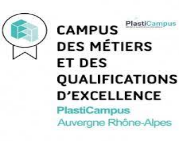 PlastiCampus
CAMPUS
DES MÉTIERS
ET DES
QUALIFICATIONS
D'EXCELLENCE
PlastiCampus
Auvergne Rhône-Alpes